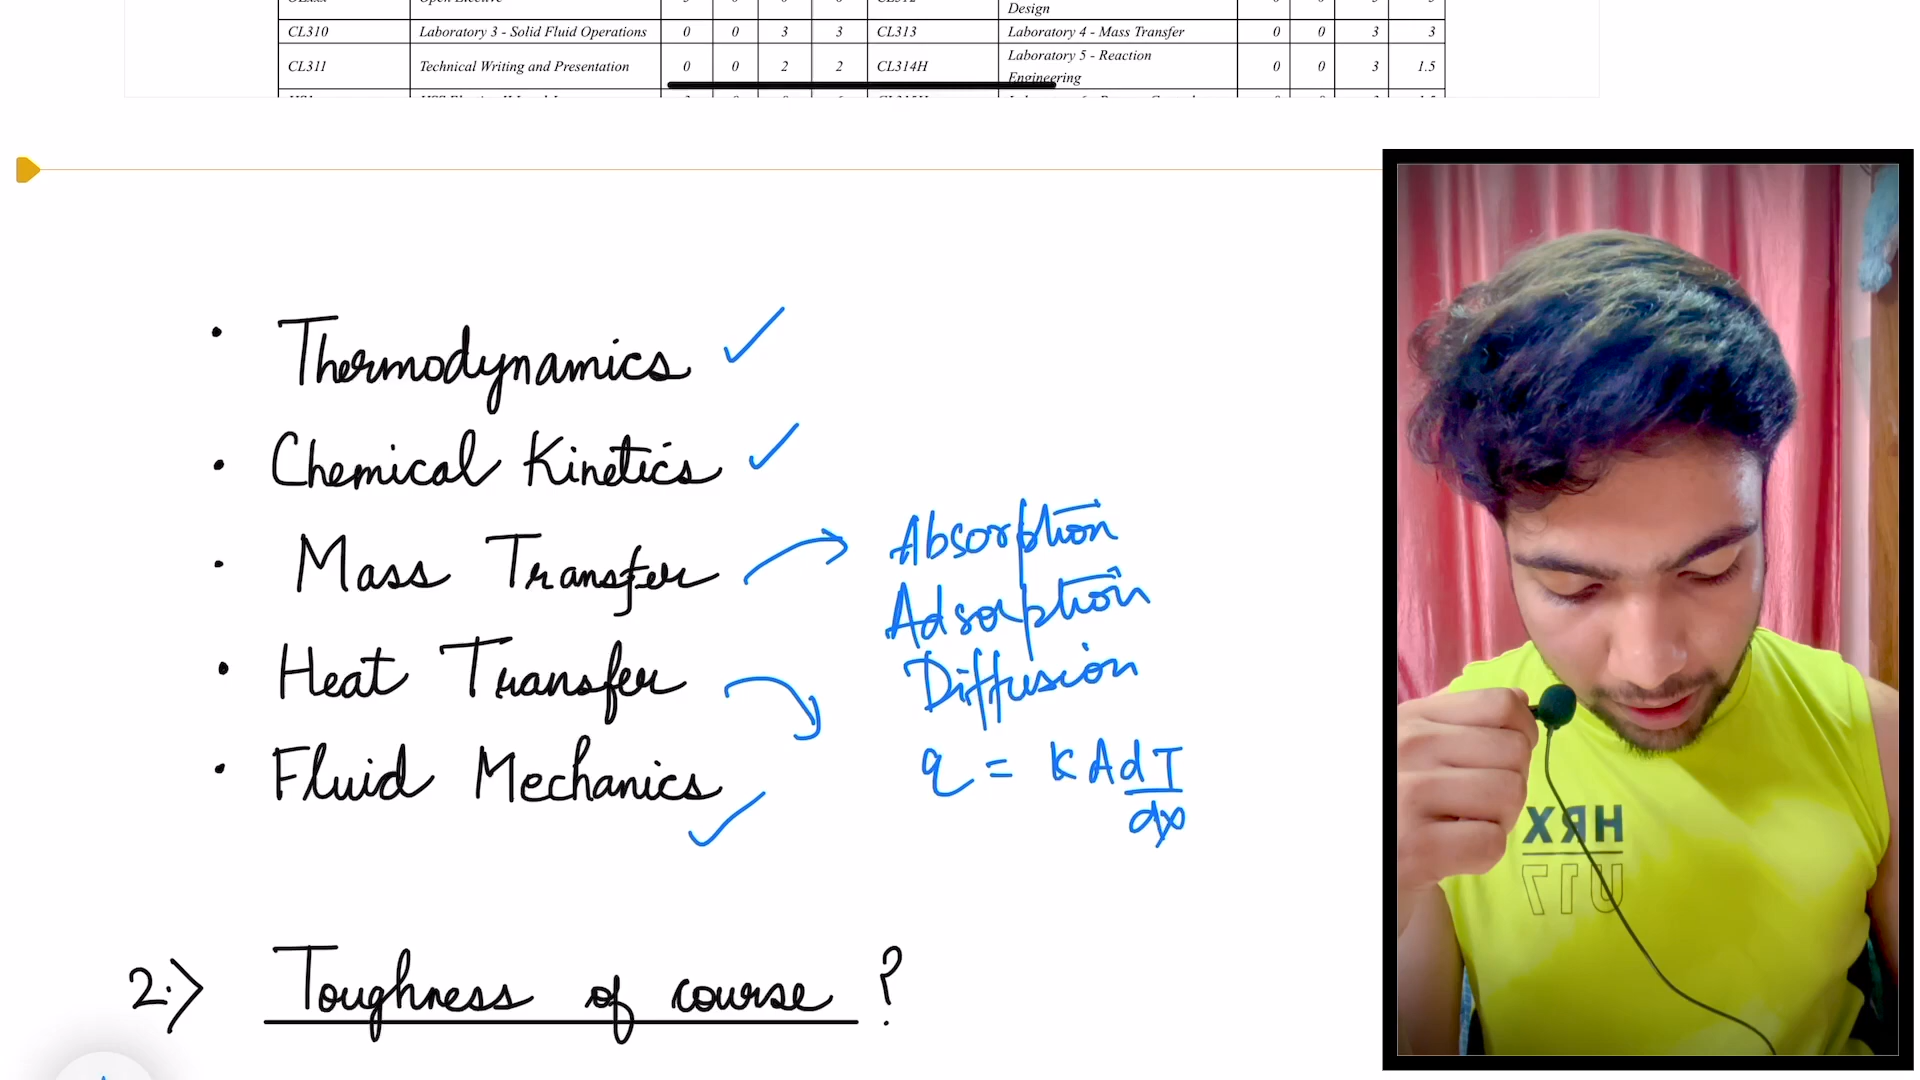 Design
CL310 Laboratory 3 - Solid Fluid Operations 0 0 3 3 CL313 Laboratory 4 - Mass Transfer 0 0 3 3
CL311 Technical Writing and Presentation 0 0 2 2 CL314H Laboratory 5 - Reaction Engineering 0 0 3 1.5
• Thermodynamics ✓
• Chemical Kinetics ✓
• Mass Transfer → Absorption
Adsorption
Diffusion
• Heat Transfer → q = KA dT/dx
• Fluid Mechanics ✓
2.) Toughness of course ?
HRX
U17